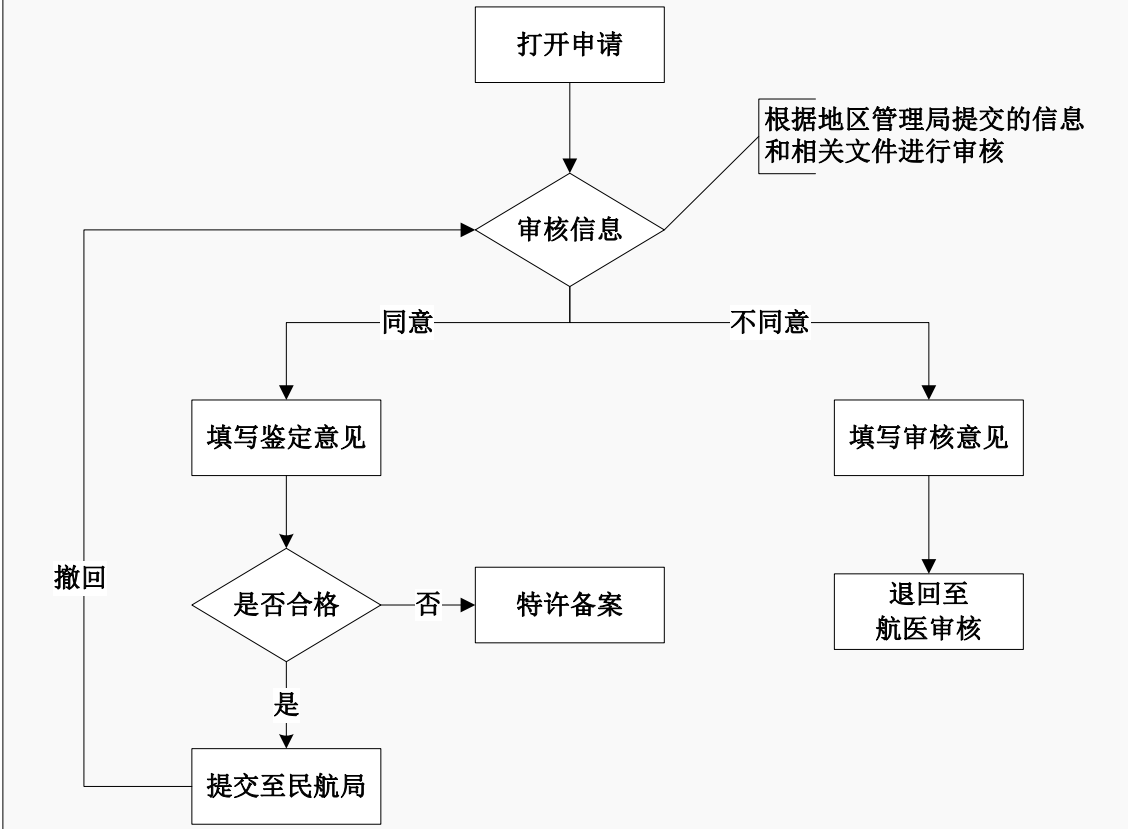 打开申请
根据地区管理局提交的信息
和相关文件进行审核
审核信息
同意
不同意
填写鉴定意见
填写审核意见
撤回
是否合格
否
特许备案
退回至
航医审核
是
提交至民航局